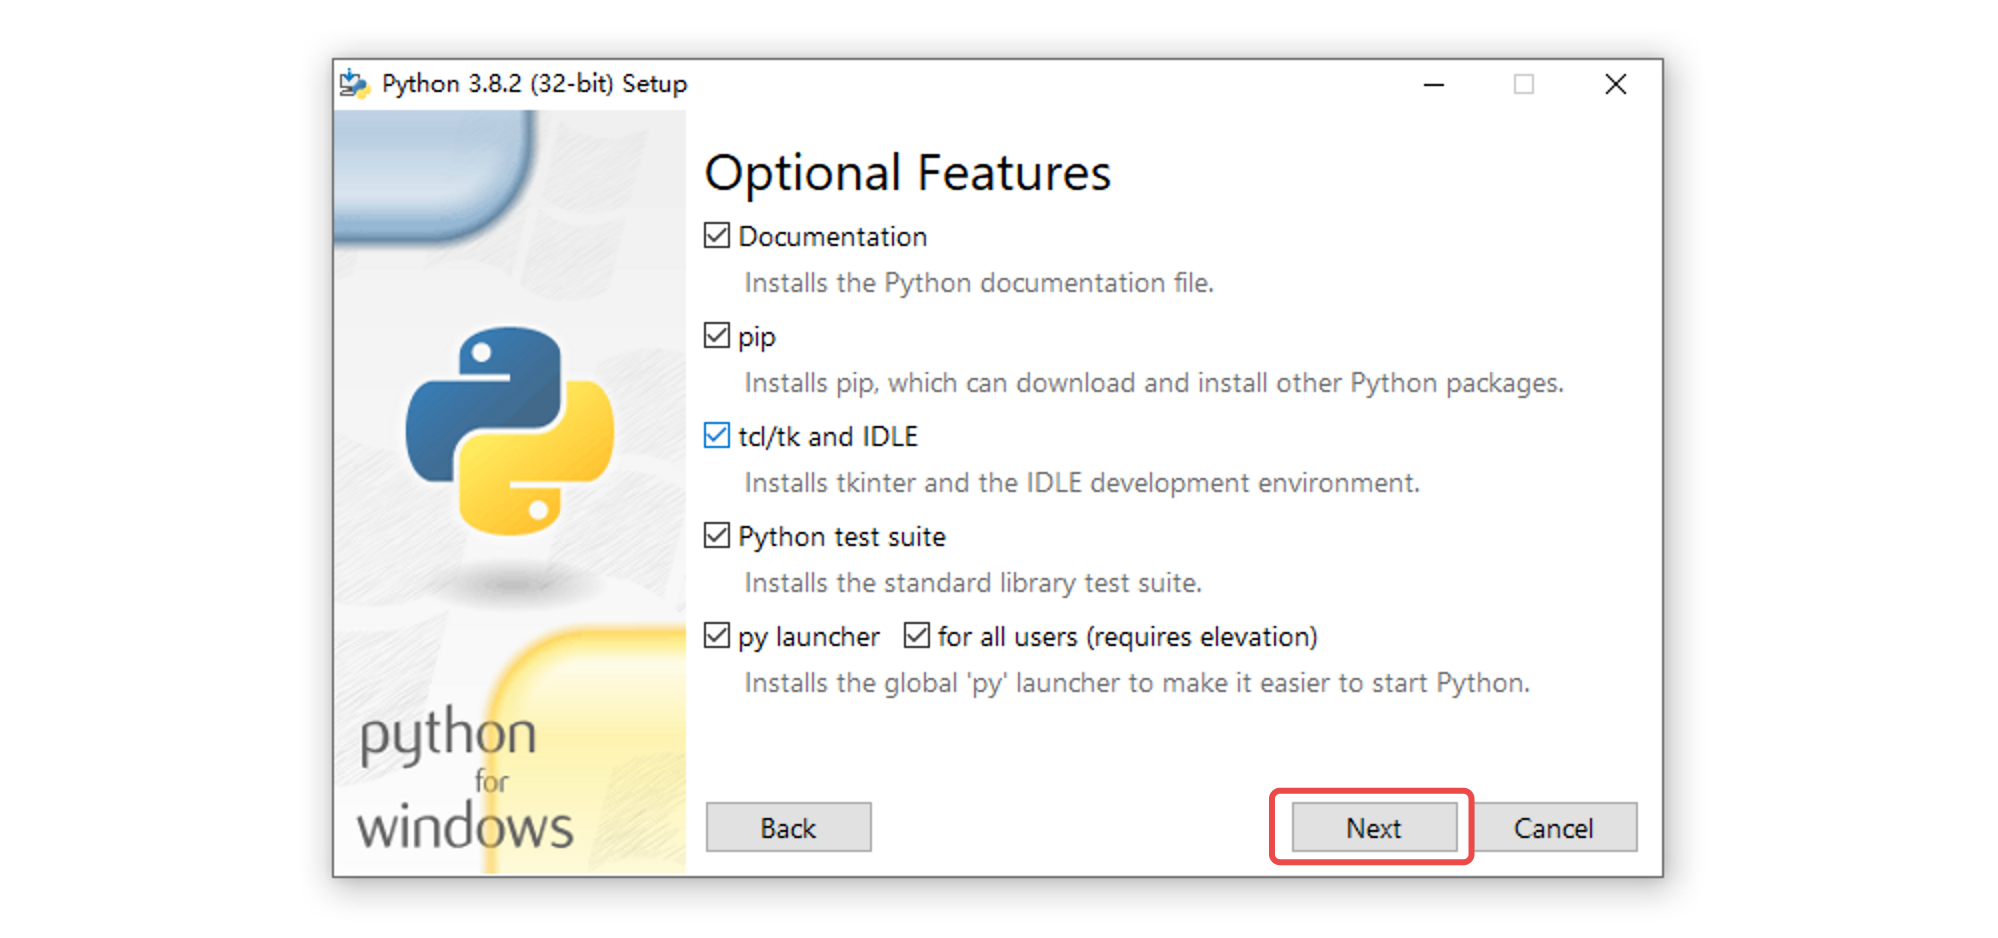 Python 3.8.2 (32-bit) Setup
Optional Features
Documentation
Installs the Python documentation file.
pip
Installs pip, which can download and install other Python packages.
tcl/tk and IDLE
Installs tkinter and the IDLE development environment.
Python test suite
Installs the standard library test suite.
py launcher for all users (requires elevation)
Installs the global 'py' launcher to make it easier to start Python.
python
for
windows
Back Next Cancel